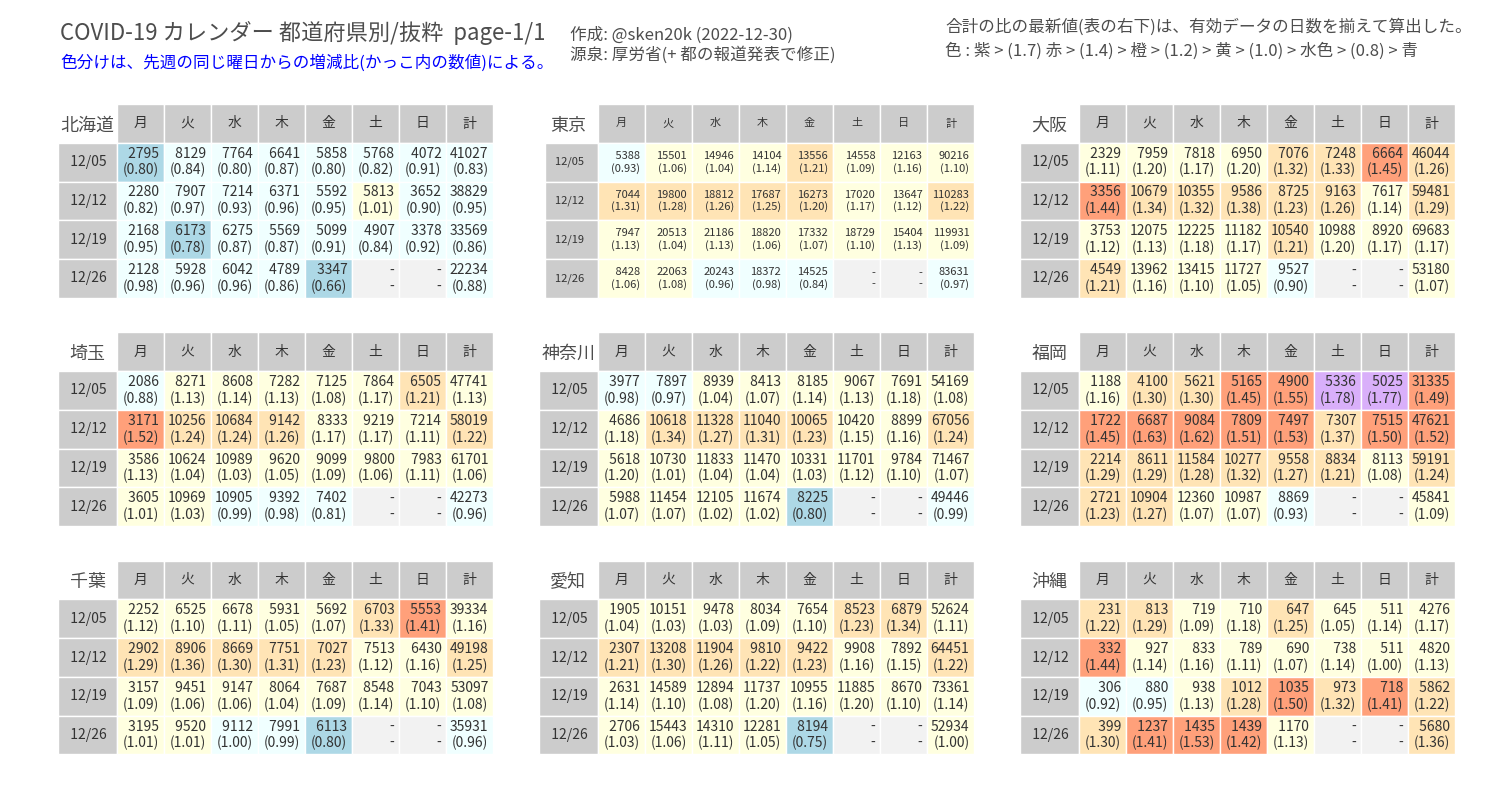 COVID-19 カレンダー 都道府県別/抜粋 page-1/1
色分けは、先週の同じ曜日からの増減比(かっこ内の数値)による。
作成: @sken20k (2022-12-30)
源泉: 厚労省(+ 都の報道発表で修正)
合計の比の最新値(表の右下)は、有効データの日数を揃えて算出した。
色 : 紫 > (1.7) 赤 > (1.4) > 橙 > (1.2) > 黄 > (1.0) > 水色 > (0.8) > 青
北海道 月 火 水 木 金 土 日 計
12/05 2795 8129 7764 6641 5858 5768 4072 41027
(0.80) (0.84) (0.80) (0.87) (0.80) (0.82) (0.91) (0.83)
12/12 2280 7907 7214 6371 5592 5813 3652 38829
(0.82) (0.97) (0.93) (0.96) (0.95) (1.01) (0.90) (0.95)
12/19 2168 6173 6275 5569 5099 4907 3378 33569
(0.95) (0.78) (0.87) (0.87) (0.91) (0.84) (0.92) (0.86)
12/26 2128 5928 6042 4789 3347 - - 22234
(0.98) (0.96) (0.96) (0.86) (0.66) - - (0.88)
東京 月 火 水 木 金 土 日 計
12/05 5388 15501 14946 14104 13556 14558 12163 90216
(0.93) (1.06) (1.04) (1.14) (1.21) (1.09) (1.16) (1.10)
12/12 7044 19800 18812 17687 16273 17020 13647 110283
(1.31) (1.28) (1.26) (1.25) (1.20) (1.17) (1.12) (1.22)
12/19 7947 20513 21186 18820 17332 18729 15404 119931
(1.13) (1.04) (1.13) (1.06) (1.07) (1.10) (1.13) (1.09)
12/26 8428 22063 20243 18372 14525 - - 83631
(1.06) (1.08) (0.96) (0.98) (0.84) - - (0.97)
大阪 月 火 水 木 金 土 日 計
12/05 2329 7959 7818 6950 7076 7248 6664 46044
(1.11) (1.20) (1.17) (1.20) (1.32) (1.33) (1.45) (1.26)
12/12 3356 10679 10355 9586 8725 9163 7617 59481
(1.44) (1.34) (1.32) (1.38) (1.23) (1.26) (1.14) (1.29)
12/19 3753 12075 12225 11182 10540 10988 8920 69683
(1.12) (1.13) (1.18) (1.17) (1.21) (1.20) (1.17) (1.17)
12/26 4549 13962 13415 11727 9527 - - 53180
(1.21) (1.16) (1.10) (1.05) (0.90) - - (1.07)
埼玉 月 火 水 木 金 土 日 計
12/05 2086 8271 8608 7282 7125 7864 6505 47741
(0.88) (1.13) (1.14) (1.13) (1.08) (1.17) (1.21) (1.13)
12/12 3171 10256 10684 9142 8333 9219 7214 58019
(1.52) (1.24) (1.24) (1.26) (1.17) (1.17) (1.11) (1.22)
12/19 3586 10624 10989 9620 9099 9800 7983 61701
(1.13) (1.04) (1.03) (1.05) (1.09) (1.06) (1.11) (1.06)
12/26 3605 10969 10905 9392 7402 - - 42273
(1.01) (1.03) (0.99) (0.98) (0.81) - - (0.96)
神奈川 月 火 水 木 金 土 日 計
12/05 3977 7897 8939 8413 8185 9067 7691 54169
(0.98) (0.97) (1.04) (1.07) (1.14) (1.13) (1.18) (1.08)
12/12 4686 10618 11328 11040 10065 10420 8899 67056
(1.18) (1.34) (1.27) (1.31) (1.23) (1.15) (1.16) (1.24)
12/19 5618 10730 11833 11470 10331 11701 9784 71467
(1.20) (1.01) (1.04) (1.04) (1.03) (1.12) (1.10) (1.07)
12/26 5988 11454 12105 11674 8225 - - 49446
(1.07) (1.07) (1.02) (1.02) (0.80) - - (0.99)
福岡 月 火 水 木 金 土 日 計
12/05 1188 4100 5621 5165 4900 5336 5025 31335
(1.16) (1.30) (1.30) (1.45) (1.55) (1.78) (1.77) (1.49)
12/12 1722 6687 9084 7809 7497 7307 7515 47621
(1.45) (1.63) (1.62) (1.51) (1.53) (1.37) (1.50) (1.52)
12/19 2214 8611 11584 10277 9558 8834 8113 59191
(1.29) (1.29) (1.28) (1.32) (1.27) (1.21) (1.08) (1.24)
12/26 2721 10904 12360 10987 8869 - - 45841
(1.23) (1.27) (1.07) (1.07) (0.93) - - (1.09)
千葉 月 火 水 木 金 土 日 計
12/05 2252 6525 6678 5931 5692 6703 5553 39334
(1.12) (1.10) (1.11) (1.05) (1.07) (1.33) (1.41) (1.16)
12/12 2902 8906 8669 7751 7027 7513 6430 49198
(1.29) (1.36) (1.30) (1.31) (1.23) (1.12) (1.16) (1.25)
12/19 3157 9451 9147 8064 7687 8548 7043 53097
(1.09) (1.06) (1.06) (1.04) (1.09) (1.14) (1.10) (1.08)
12/26 3195 9520 9112 7991 6113 - - 35931
(1.01) (1.01) (1.00) (0.99) (0.80) - - (0.96)
愛知 月 火 水 木 金 土 日 計
12/05 1905 10151 9478 8034 7654 8523 6879 52624
(1.04) (1.03) (1.03) (1.09) (1.10) (1.23) (1.34) (1.11)
12/12 2307 13208 11904 9810 9422 9908 7892 64451
(1.21) (1.30) (1.26) (1.22) (1.23) (1.16) (1.15) (1.22)
12/19 2631 14589 12894 11737 10955 11885 8670 73361
(1.14) (1.10) (1.08) (1.20) (1.16) (1.20) (1.10) (1.14)
12/26 2706 15443 14310 12281 8194 - - 52934
(1.03) (1.06) (1.11) (1.05) (0.75) - - (1.00)
沖縄 月 火 水 木 金 土 日 計
12/05 231 813 719 710 647 645 511 4276
(1.22) (1.29) (1.09) (1.18) (1.25) (1.05) (1.14) (1.17)
12/12 332 927 833 789 690 738 511 4820
(1.44) (1.14) (1.16) (1.11) (1.07) (1.14) (1.00) (1.13)
12/19 306 880 938 1012 1035 973 718 5862
(0.92) (0.95) (1.13) (1.28) (1.50) (1.32) (1.41) (1.22)
12/26 399 1237 1435 1439 1170 - - 5680
(1.30) (1.41) (1.53) (1.42) (1.13) - - (1.36)